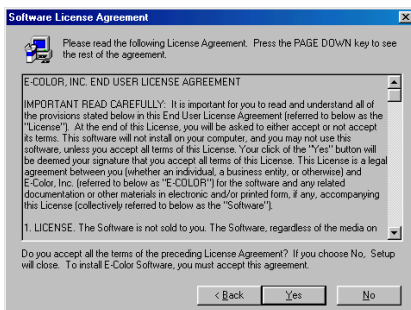 Software License Agreement
Please read the following License Agreement. Press the PAGE DOWN key to see
the rest of the agreement.
E-COLOR, INC. END USER LICENSE AGREEMENT
IMPORTANT READ CAREFULLY: It is important for you to read and understand all of
the provisions stated below in this End User License Agreement (referred to below as the
"License"). At the end of this License, you will be asked to either accept or not accept
its terms. This software will not install on your computer, and you may not use this
software, unless you accept all terms of this License. Your click of the "Yes" button will
be deemed your signature that you accept all terms of this License. This License is a legal
agreement between you (whether an individual, a business entity, or otherwise) and
E-Color, Inc. (referred to below as "E-COLOR") for the software and any related
documentation or other materials in electronic and/or printed form, if any, accompanying
this License (collectively referred to below as the "Software").
1. LICENSE. The Software is not sold to you. The Software, regardless of the media on
Do you accept all the terms of the preceding License Agreement? If you choose No, Setup
will close. To install E-Color Software, you must accept this agreement.
< Back Yes No